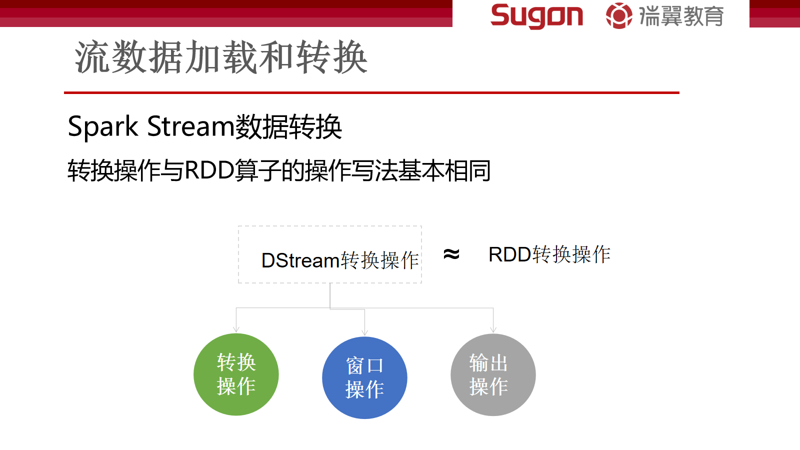 Sugon 瑞翼教育
流数据加载和转换
Spark Stream数据转换
转换操作与RDD算子的操作写法基本相同
DStream转换操作 ≈ RDD转换操作
转换
操作
窗口
操作
输出
操作